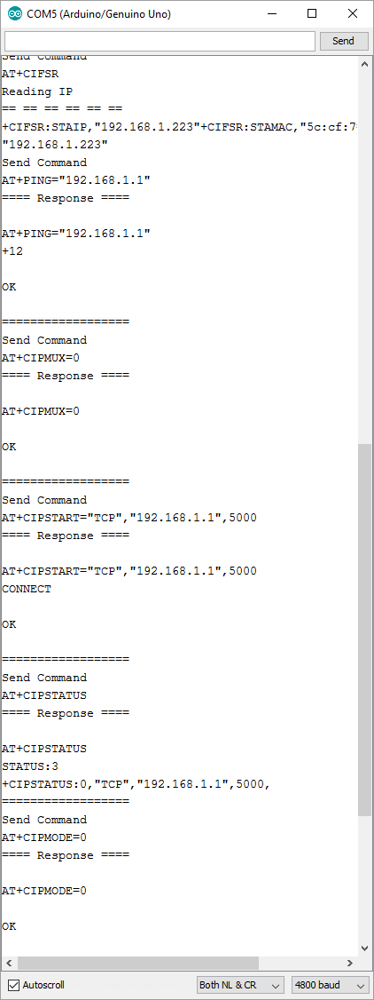 COM5 (Arduino/Genuino Uno)
Send
Send Command
AT+CIFSR
Reading IP
== == == == == ==
+CIFSR:STAIP,"192.168.1.223"+CIFSR:STAMAC,"5c:cf:7
"192.168.1.223"
Send Command
AT+PING="192.168.1.1"
==== Response ====
AT+PING="192.168.1.1"
+12
OK
==================
Send Command
AT+CIPMUX=0
==== Response ====
AT+CIPMUX=0
OK
==================
Send Command
AT+CIPSTART="TCP","192.168.1.1",5000
==== Response ====
AT+CIPSTART="TCP","192.168.1.1",5000
CONNECT
OK
==================
Send Command
AT+CIPSTATUS
==== Response ====
AT+CIPSTATUS
STATUS:3
+CIPSTATUS:0,"TCP","192.168.1.1",5000,
==================
Send Command
AT+CIPMODE=0
==== Response ====
AT+CIPMODE=0
OK
Autoscroll
Both NL & CR
4800 baud